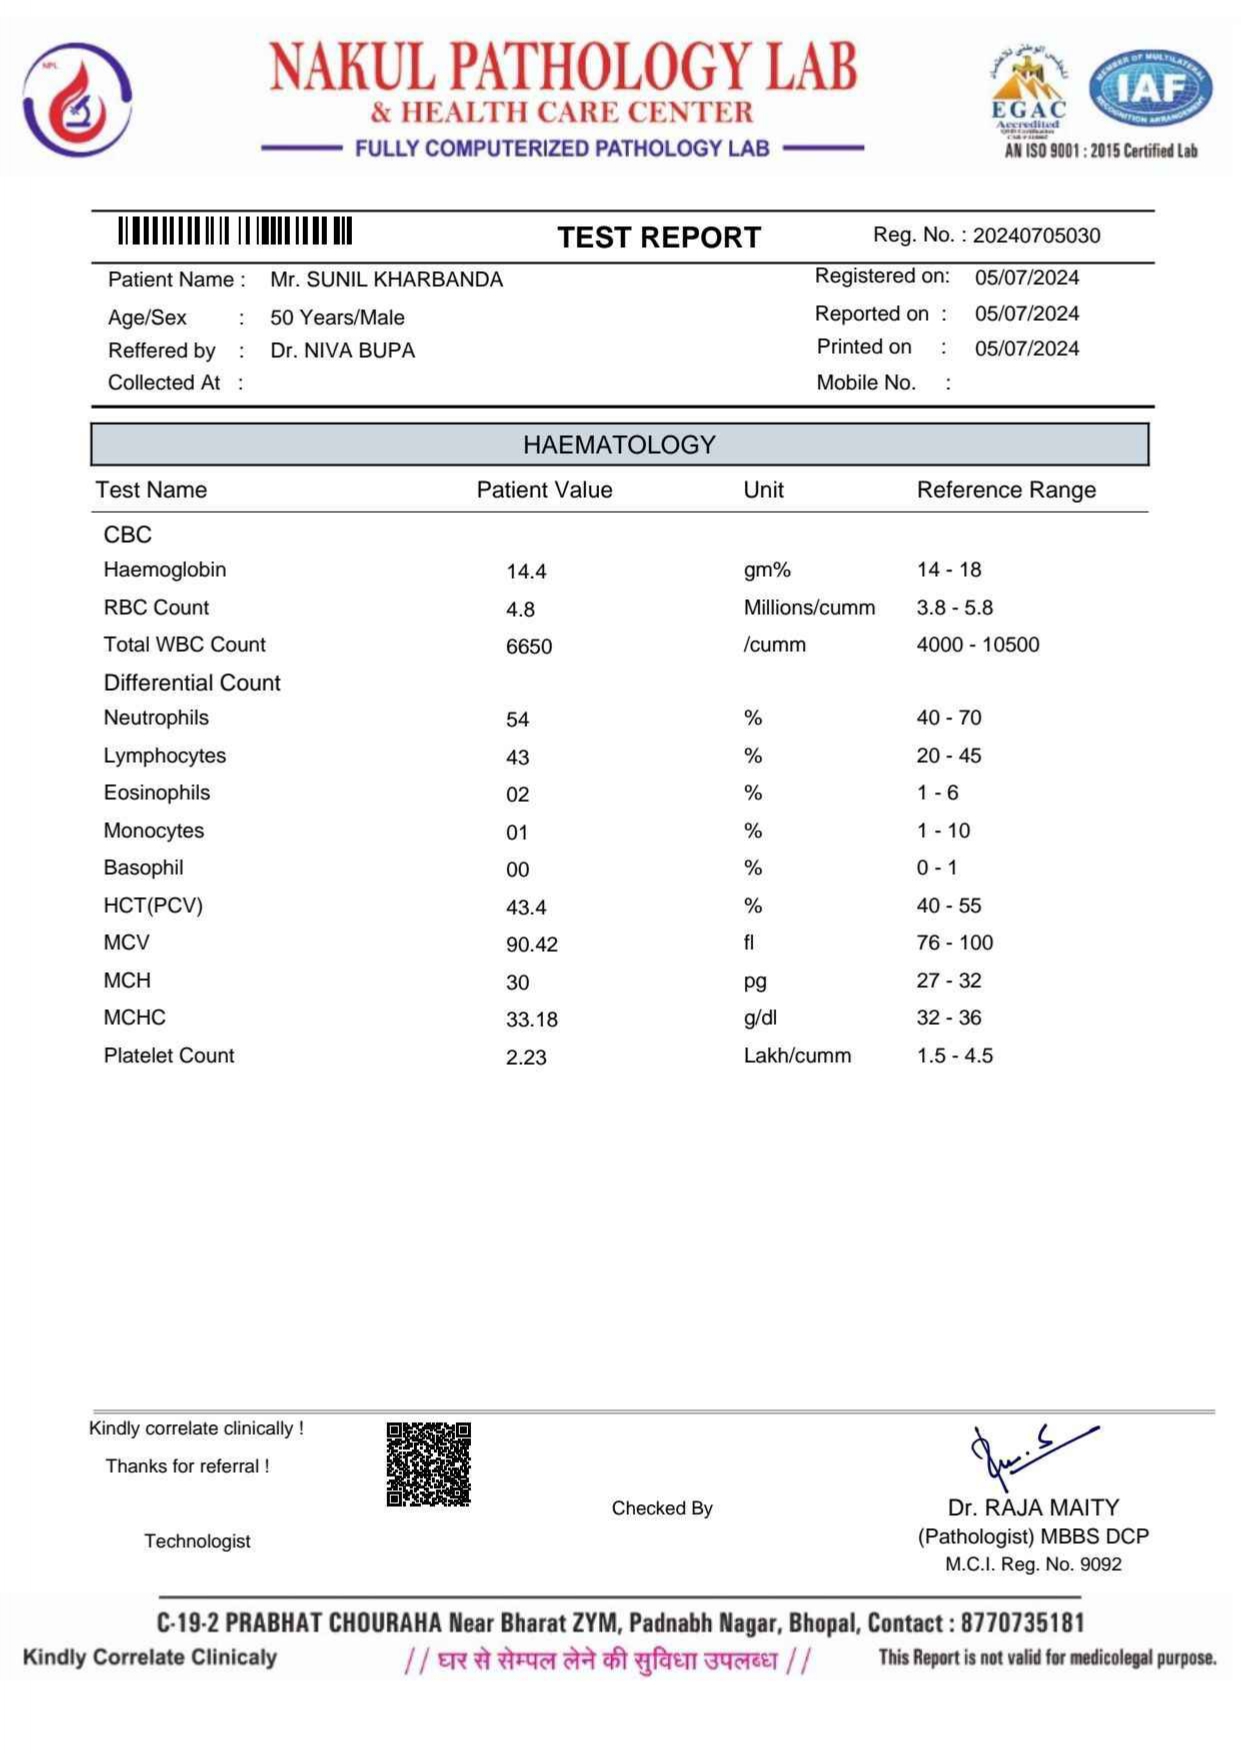 NPL
NAKUL PATHOLOGY LAB
& HEALTH CARE CENTER
FULLY COMPUTERIZED PATHOLOGY LAB
EGAC
Accredited
MEMBER OF MULTILATERAL
IAF
RECOGNITION ARRANGEMENT
AN ISO 9001 : 2015 Certified Lab
TEST REPORT
Reg. No. : 20240705030
Patient Name : Mr. SUNIL KHARBANDA
Registered on: 05/07/2024
Age/Sex : 50 Years/Male
Reported on : 05/07/2024
Reffered by : Dr. NIVA BUPA
Printed on : 05/07/2024
Collected At :
Mobile No. :
HAEMATOLOGY
Test Name Patient Value Unit Reference Range
CBC
Haemoglobin 14.4 gm% 14 - 18
RBC Count 4.8 Millions/cumm 3.8 - 5.8
Total WBC Count 6650 /cumm 4000 - 10500
Differential Count
Neutrophils 54 % 40 - 70
Lymphocytes 43 % 20 - 45
Eosinophils 02 % 1 - 6
Monocytes 01 % 1 - 10
Basophil 00 % 0 - 1
HCT(PCV) 43.4 % 40 - 55
MCV 90.42 fl 76 - 100
MCH 30 pg 27 - 32
MCHC 33.18 g/dl 32 - 36
Platelet Count 2.23 Lakh/cumm 1.5 - 4.5
Kindly correlate clinically !
Thanks for referral !
Technologist
Checked By
Dr. RAJA MAITY
(Pathologist) MBBS DCP
M.C.I. Reg. No. 9092
C-19-2 PRABHAT CHOURAHA Near Bharat ZYM, Padnabh Nagar, Bhopal, Contact : 8770735181
Kindly Correlate Clinicaly
// घर से सेम्पल लेने की सुविधा उपलब्ध //
This Report is not valid for medicolegal purpose.